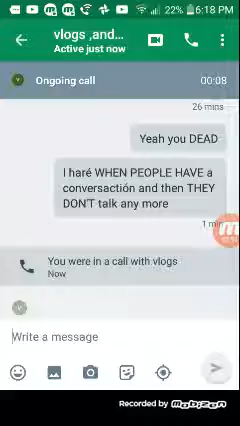 22% 6:18 PM
vlogs ,and...
Active just now
Ongoing call
00:08
26 mins
Yeah you DEAD
I haré WHEN PEOPLE HAVE a
conversactión and then THEY
DON'T talk any more
1 min
You were in a call with vlogs
Now
Write a message
Recorded by mobizen